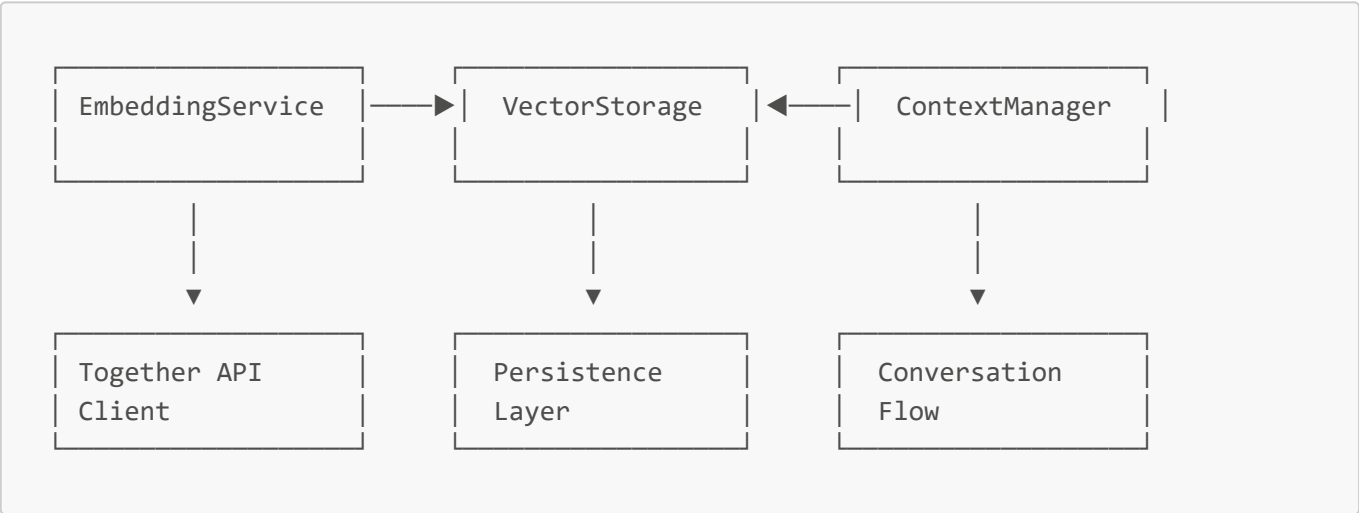 EmbeddingService VectorStorage ContextManager
Together API Persistence Conversation
Client Layer Flow